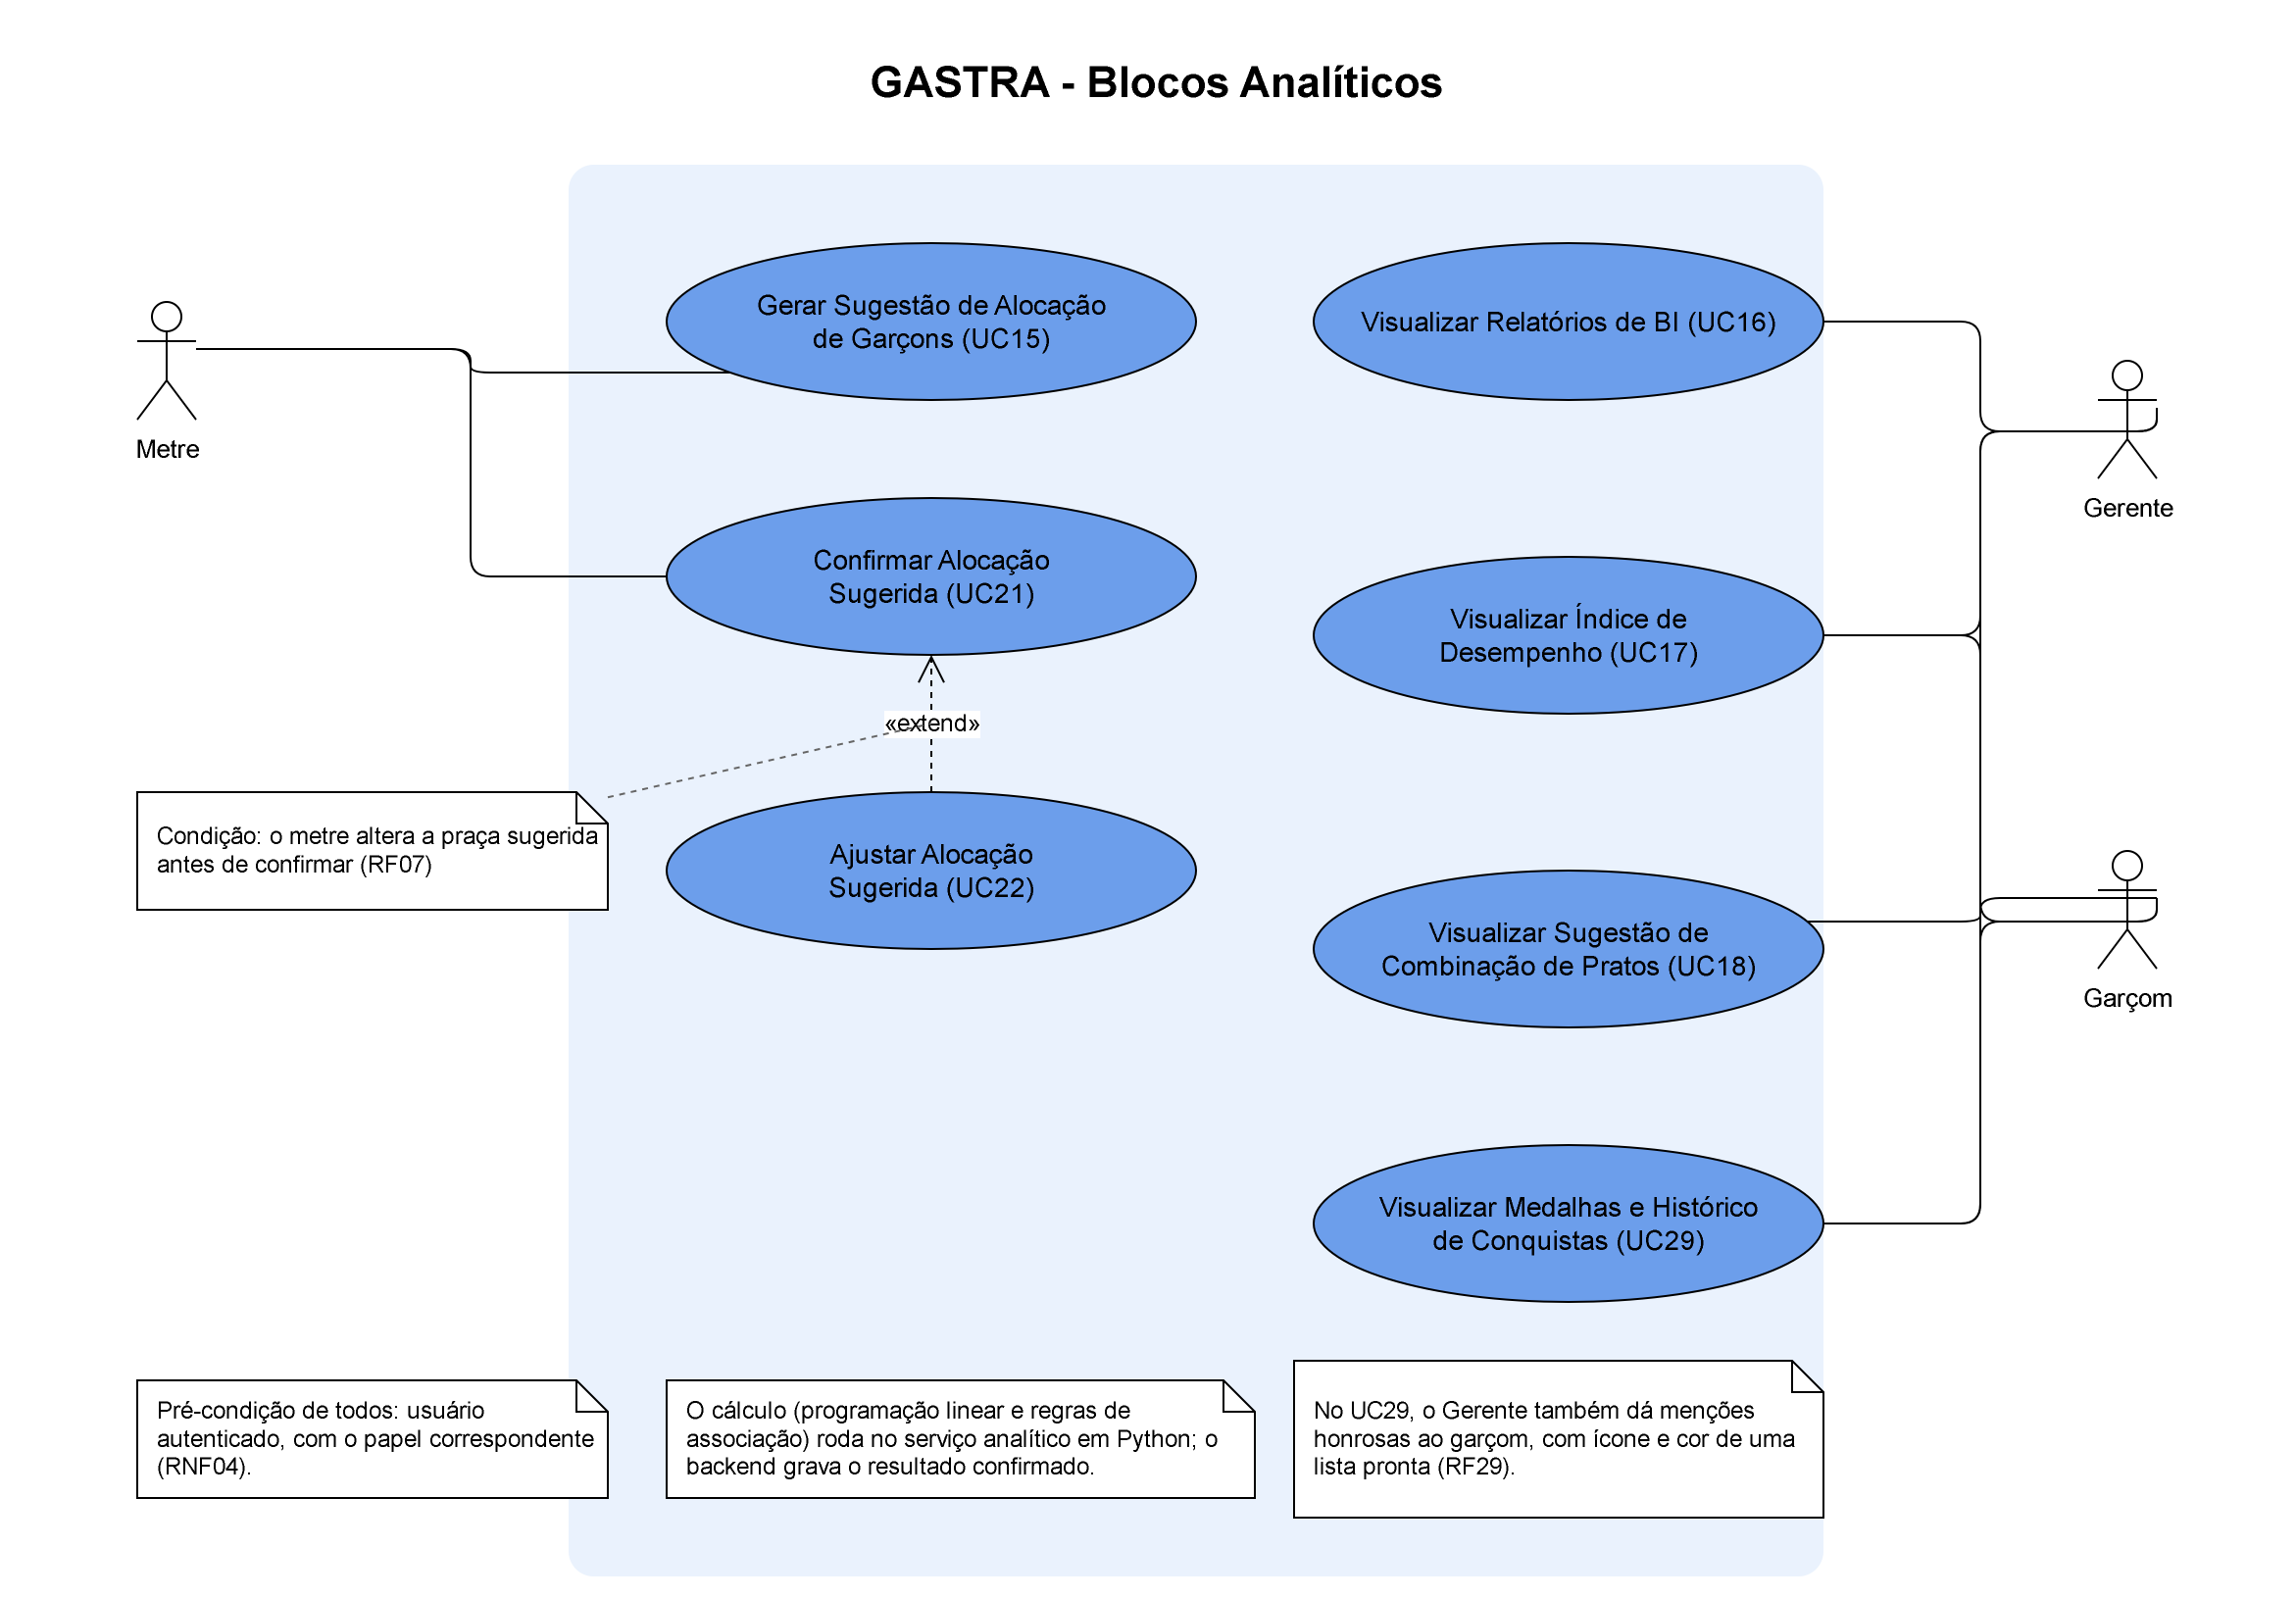 GASTRA - Blocos Analíticos
Gerar Sugestão de Alocação
de Garçons (UC15)
Visualizar Relatórios de BI (UC16)
Metre
Gerente
Confirmar Alocação
Sugerida (UC21)
Visualizar Índice de
Desempenho (UC17)
«extend»
Condição: o metre altera a praça sugerida
antes de confirmar (RF07)
Ajustar Alocação
Sugerida (UC22)
Visualizar Sugestão de
Combinação de Pratos (UC18)
Garçom
Visualizar Medalhas e Histórico
de Conquistas (UC29)
Pré-condição de todos: usuário
autenticado, com o papel correspondente
(RNF04).
O cálculo (programação linear e regras de
associação) roda no serviço analítico em Python; o
backend grava o resultado confirmado.
No UC29, o Gerente também dá menções
honrosas ao garçom, com ícone e cor de uma
lista pronta (RF29).